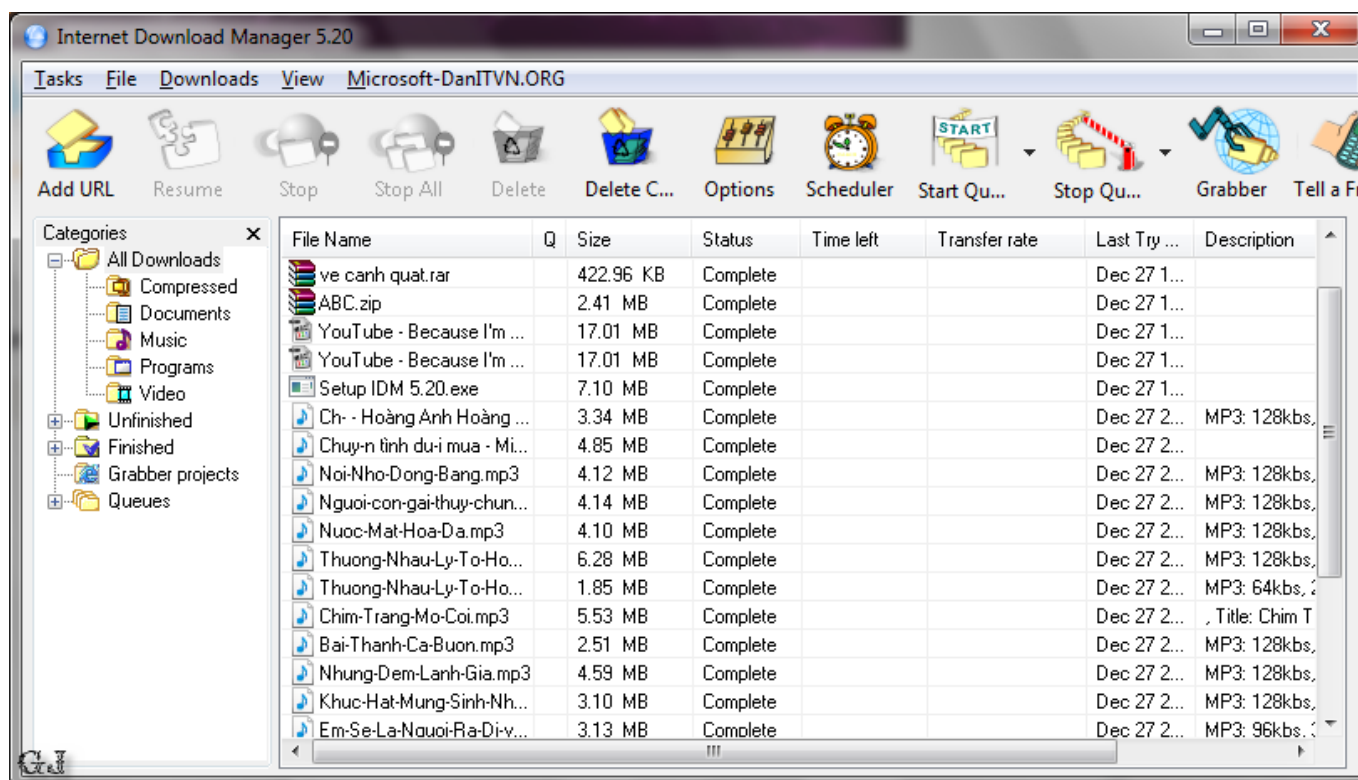 Internet Download Manager 5.20
Tasks File Downloads View Microsoft-DanITVN.ORG
START
Add URL Resume Stop Stop All Delete Delete C... Options Scheduler Start Qu... Stop Qu... Grabber Tell a Fr
Categories
All Downloads
Compressed
Documents
Music
Programs
Video
Unfinished
Finished
Grabber projects
Queues
File Name Q Size Status Time left Transfer rate Last Try ... Description
ve canh quat.rar 422.96 KB Complete Dec 27 1...
ABC.zip 2.41 MB Complete Dec 27 1...
YouTube - Because I'm ... 17.01 MB Complete Dec 27 1...
YouTube - Because I'm ... 17.01 MB Complete Dec 27 1...
Setup IDM 5.20.exe 7.10 MB Complete Dec 27 1...
Ch- - Hoàng Anh Hoàng ... 3.34 MB Complete Dec 27 2... MP3: 128kbs,
Chuy-n tình du-i mua - Mi... 4.85 MB Complete Dec 27 2...
Noi-Nho-Dong-Bang.mp3 4.12 MB Complete Dec 27 2... MP3: 128kbs,
Nguoi-con-gai-thuy-chun... 4.14 MB Complete Dec 27 2... MP3: 128kbs,
Nuoc-Mat-Hoa-Da.mp3 4.10 MB Complete Dec 27 2... MP3: 128kbs,
Thuong-Nhau-Ly-To-Ho... 6.28 MB Complete Dec 27 2... MP3: 128kbs,
Thuong-Nhau-Ly-To-Ho... 1.85 MB Complete Dec 27 2... MP3: 64kbs,
Chim-Trang-Mo-Coi.mp3 5.53 MB Complete Dec 27 2... , Title: Chim T
Bai-Thanh-Ca-Buon.mp3 2.51 MB Complete Dec 27 2... MP3: 128kbs,
Nhung-Dem-Lanh-Gia.mp3 4.59 MB Complete Dec 27 2... MP3: 128kbs,
Khuc-Hat-Mung-Sinh-Nh... 3.10 MB Complete Dec 27 2... MP3: 128kbs,
Em-Se-La-Nguoi-Ra-Di-v... 3.13 MB Complete Dec 27 2... MP3: 96kbs,
GJ